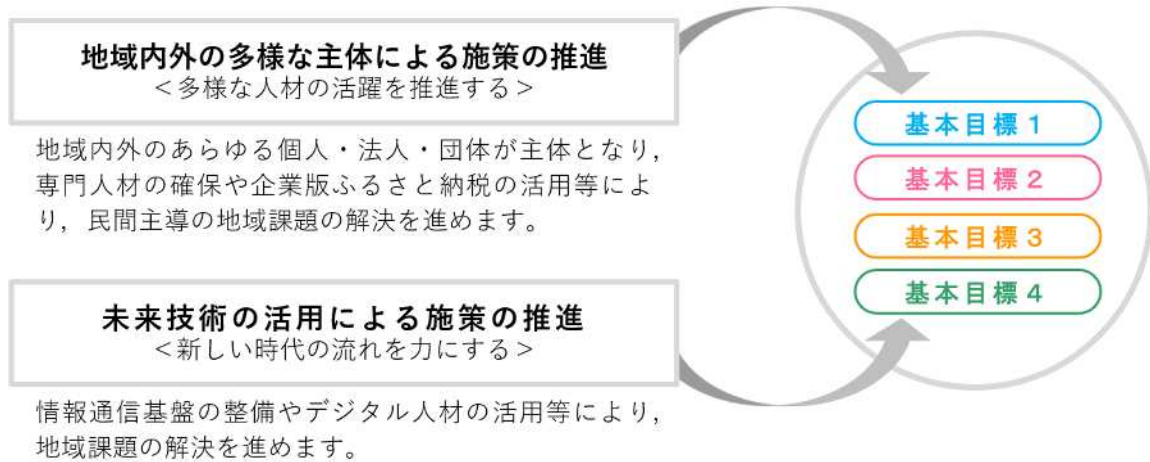 地域内外の多様な主体による施策の推進
＜多様な人材の活躍を推進する＞
地域内外のあらゆる個人・法人・団体が主体となり，
専門人材の確保や企業版ふるさと納税の活用等によ
り，民間主導の地域課題の解決を進めます。
未来技術の活用による施策の推進
＜新しい時代の流れを力にする＞
情報通信基盤の整備やデジタル人材の活用等により，
地域課題の解決を進めます。
基本目標１
基本目標２
基本目標３
基本目標４